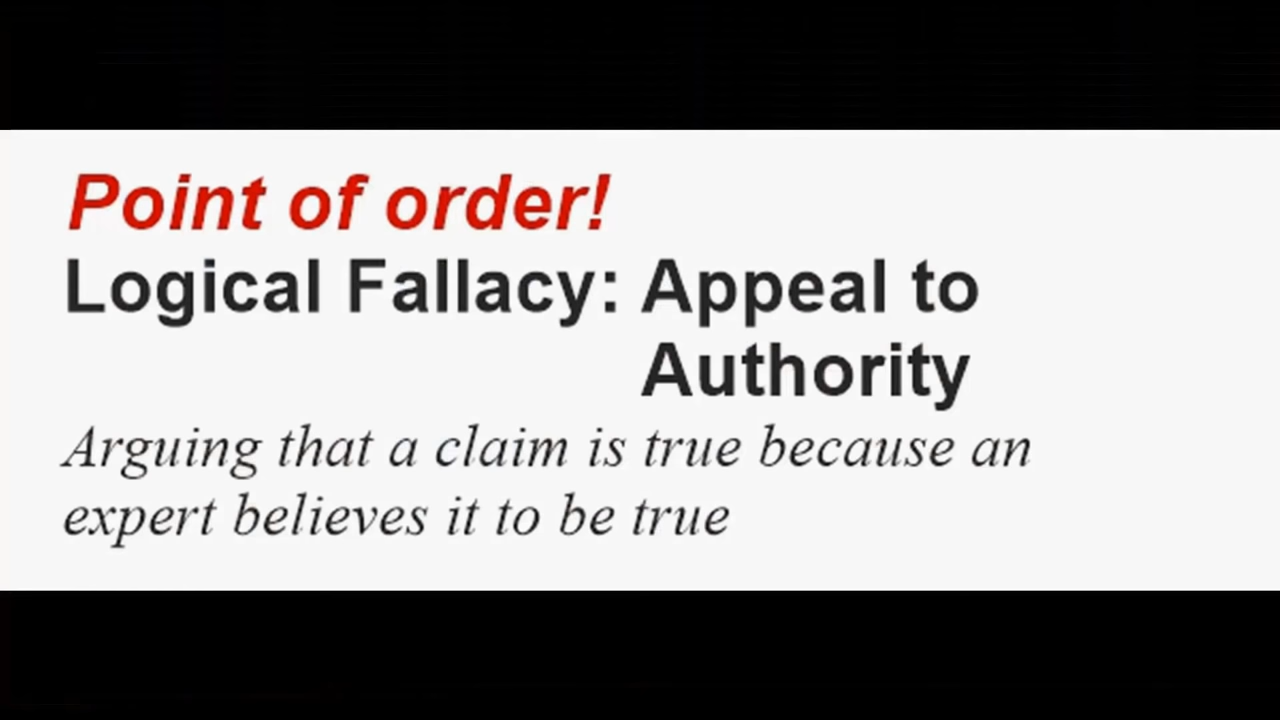 Point of order!
Logical Fallacy: Appeal to
Authority
Arguing that a claim is true because an
expert believes it to be true